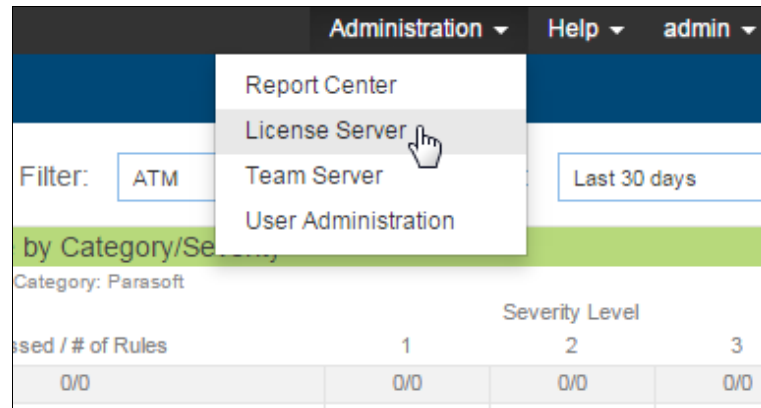 Administration Help admin
Report Center
License Server
Team Server
User Administration
Filter: ATM : Last 30 days
by Category/Se
Category: Parasoft
Severity Level
ssed / # of Rules 1 2 3
0/0 0/0 0/0 0/0